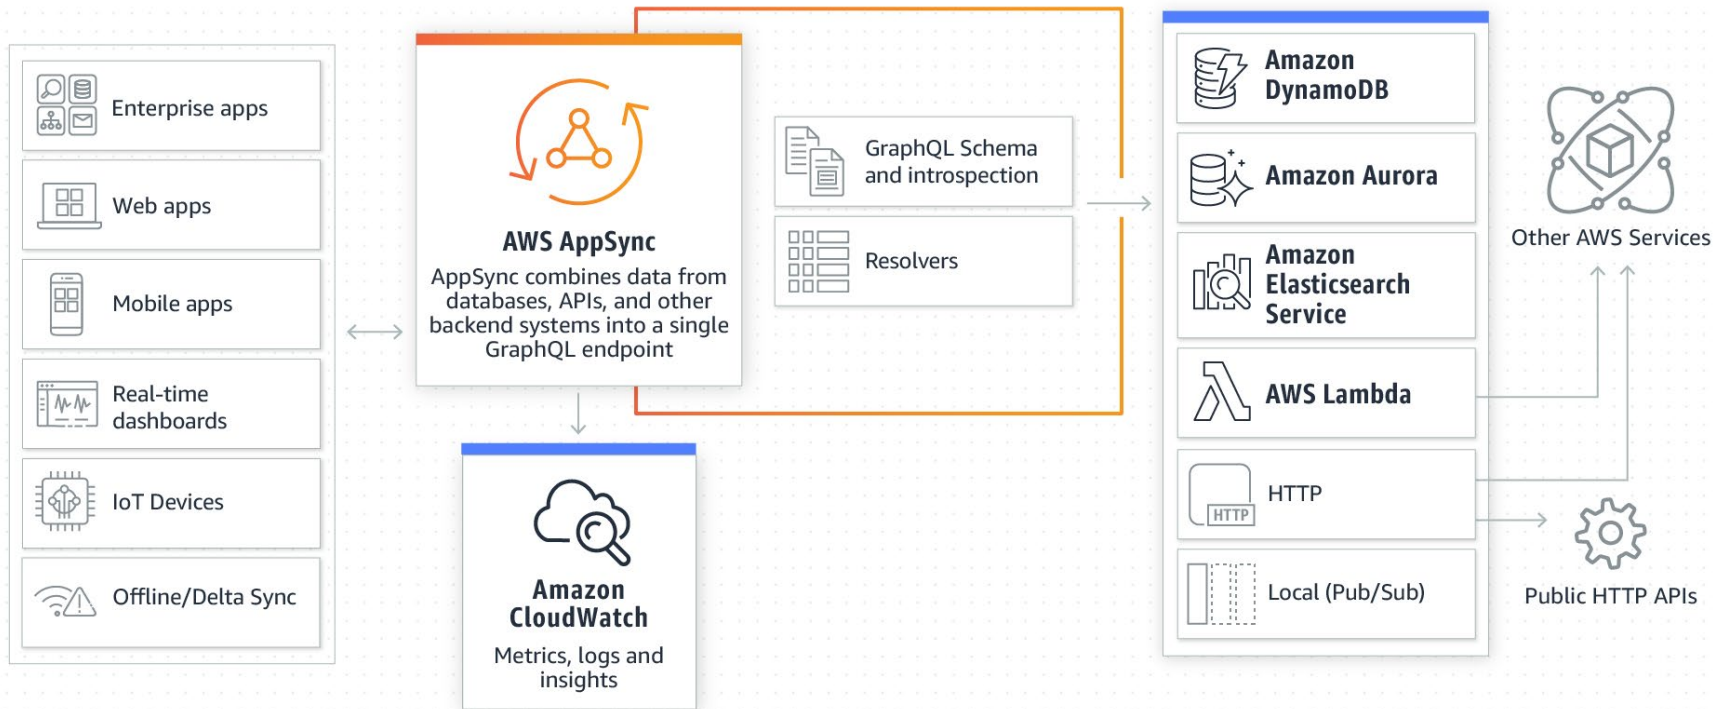 Enterprise apps
Web apps
Mobile apps
Real-time
dashboards
IoT Devices
Offline/Delta Sync
AWS AppSync
AppSync combines data from
databases, APIs, and other
backend systems into a single
GraphQL endpoint
Amazon
CloudWatch
Metrics, logs and
insights
GraphQL Schema
and introspection
Resolvers
Amazon
DynamoDB
Amazon Aurora
Amazon
Elasticsearch
Service
AWS Lambda
HTTP
HTTP
Local (Pub/Sub)
Other AWS Services
Public HTTP APIs